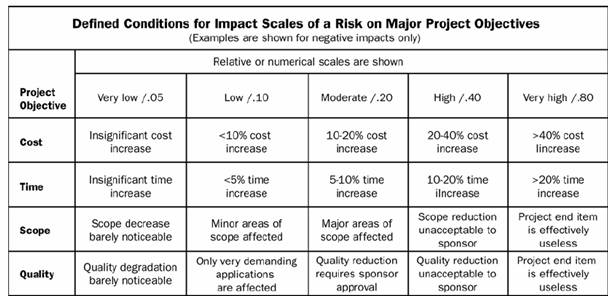 Defined Conditions for Impact Scales of a Risk on Major Project Objectives
(Examples are shown for negative impacts only)
Relative or numerical scales are shown
Project
Objective
Very low /.05
Low /.10
Moderate /.20
High /.40
Very high /.80
Cost
Insignificant cost
increase
<10% cost
increase
10-20% cost
increase
20-40% cost
increase
>40% cost
Iincrease
Time
Insignificant time
increase
<5% time
increase
5-10% time
increase
10-20% time
iIncrease
>20% time
increase
Scope
Scope decrease
barely noticeable
Minor areas of
scope affected
Major areas of
scope affected
Scope reduction
unacceptable to
sponsor
Project end item
is effectively
useless
Quality
Quality degradation
barely noticeable
Only very demanding
applications
are affected
Quality reduction
requires sponsor
approval
Quality reduction
unacceptable to
sponsor
Project end item
is effectively
useless